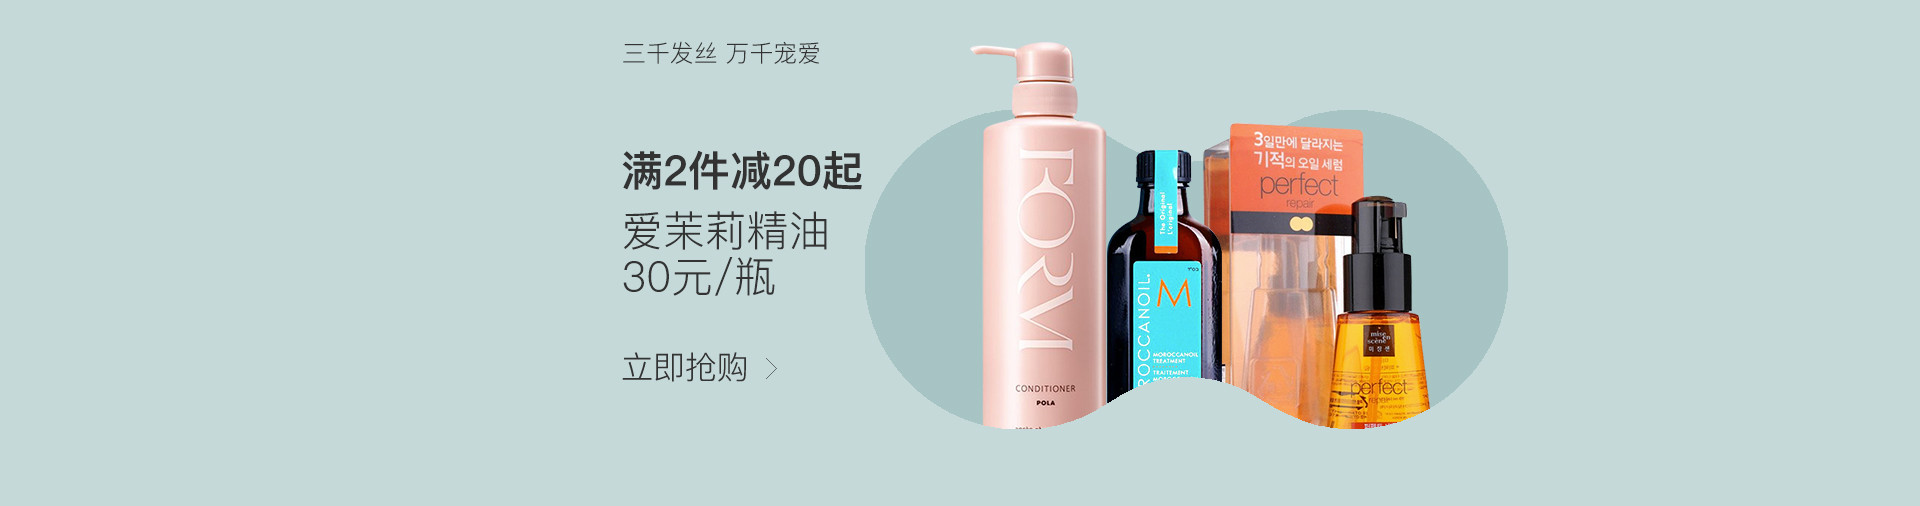 三千发丝 万千宠爱
满2件减20起
爱茉莉精油
30元/瓶
立即抢购
FORM
CONDITIONER
POLA
The Original
L'original
ROCCANOIL
M
MOROCCANOIL
TREATMENT
TRAITEMENT
3일만에 달라지는
기적의 오일 세럼
perfect
repair
mise
en
scène
미쟝센
perfect